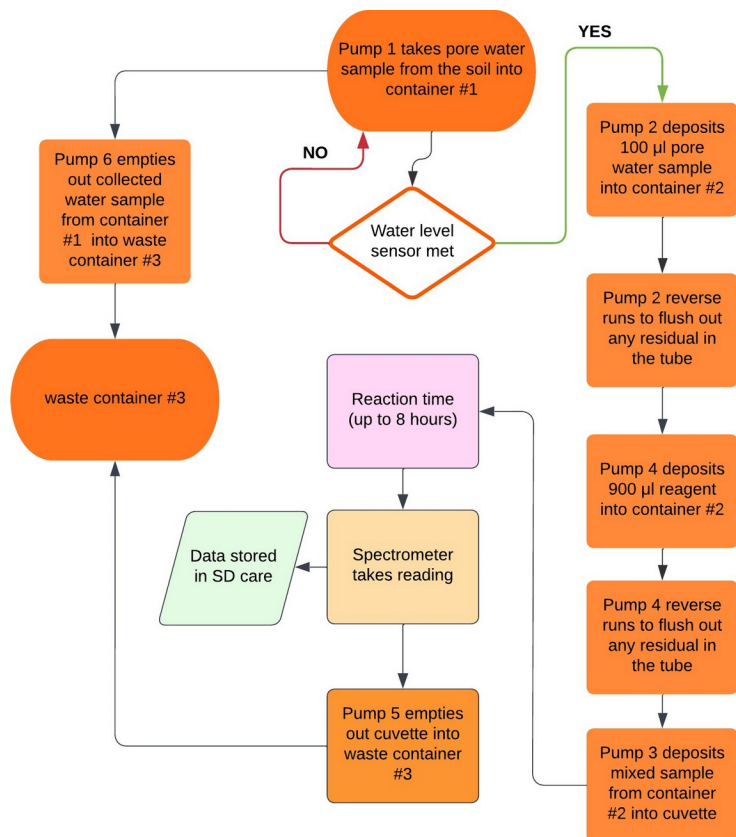 YES
Pump 1 takes pore water
sample from the soil into
container #1
NO
Water level
sensor met
Pump 2 deposits
100 µl pore
water sample
into container #2
Pump 2 reverse
runs to flush out
any residual in
the tube
Pump 4 deposits
900 µl reagent
into container #2
Pump 4 reverse
runs to flush out
any residual in
the tube
Pump 3 deposits
mixed sample
from container
#2 into cuvette
Reaction time
(up to 8 hours)
Spectrometer
takes reading
Data stored
in SD care
Pump 5 empties
out cuvette into
waste container
#3
Pump 6 empties
out collected
water sample
from container
#1 into waste
container #3
waste container #3